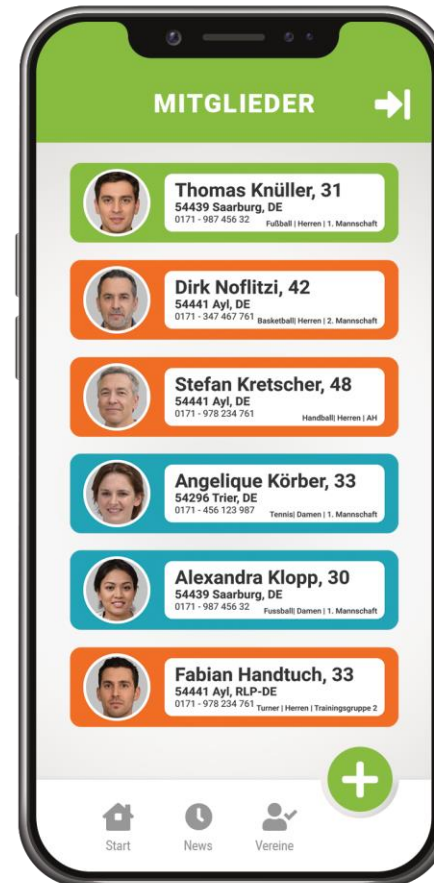 MITGLIEDER
Thomas Knüller, 31
54439 Saarburg, DE
0171 - 987 456 32 Fußball | Herren | 1. Mannschaft
Dirk Noflitzi, 42
54441 Ayl, DE
0171 - 347 467 761 Basketball| Herren | 2. Mannschaft
Stefan Kretscher, 48
54441 Ayl, DE
0171 - 978 234 761 Handball| Herren | AH
Angelique Körber, 33
54296 Trier, DE
0171 - 456 123 987 Tennis| Damen | 1. Mannschaft
Alexandra Klopp, 30
54439 Saarburg, DE
0171 - 987 456 32 Fussball| Damen | 1. Mannschaft
Fabian Handtuch, 33
54441 Ayl, RLP-DE
0171 - 978 234 761 Turner | Herren | Trainingsgruppe 2
Start News Vereine